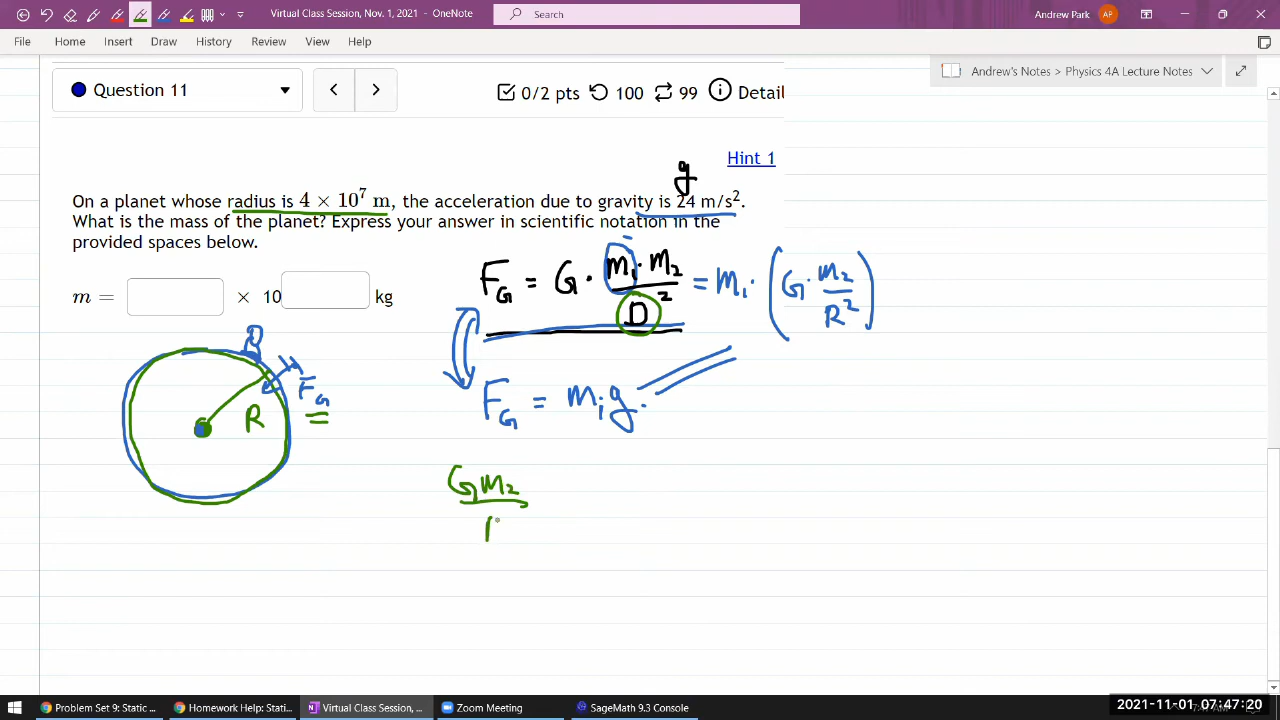 Virtual Class Session, Nov. 1, 2021 - OneNote
Search
Andrew Park AP
File Home Insert Draw History Review View Help
Question 11
0/2 pts 100 99 Detail
Andrew's Notes > Physics 4A Lecture Notes
Hint 1
g
On a planet whose radius is 4 × 10⁷ m, the acceleration due to gravity is 24 m/s².
What is the mass of the planet? Express your answer in scientific notation in the
provided spaces below.
m = × 10 kg
F_G = G · m₁ · m₂ / D² = m₁ · (G · m₂ / R²)
F_G
R
F_G = m₁g.
Gm₂
Problem Set 9: Static ...
Homework Help: Stati...
Virtual Class Session, ...
Zoom Meeting
SageMath 9.3 Console
2021-11-01 07:47:20